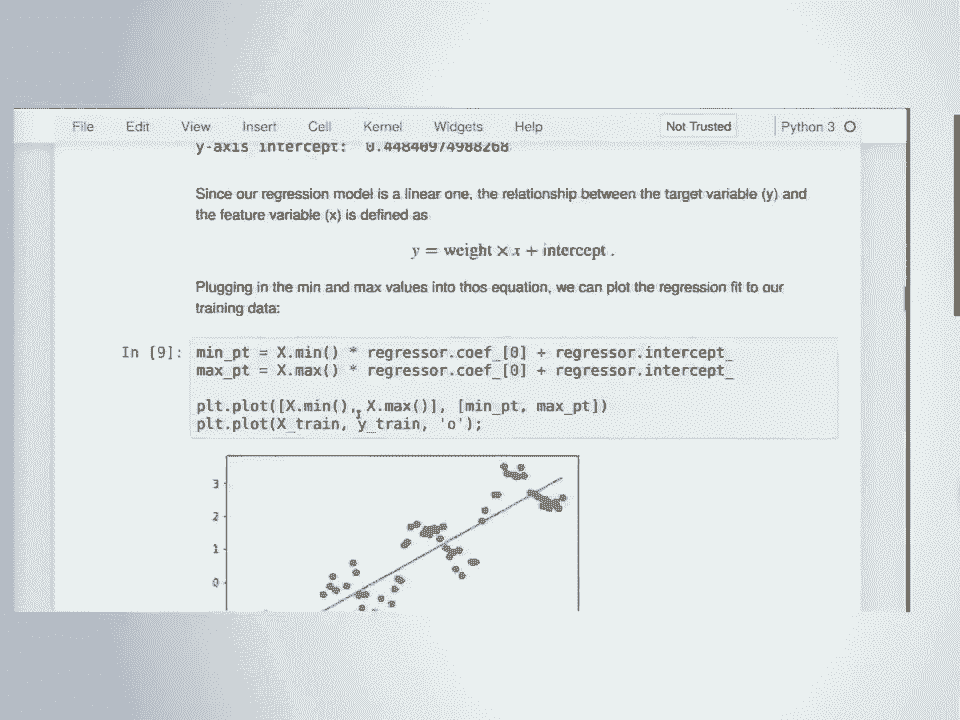 File Edit View Insert Cell Kernel Widgets Help Not Trusted Python 3
y-axis intercept: 0.44840974988268
Since our regression model is a linear one, the relationship between the target variable (y) and
the feature variable (x) is defined as
y = weight × x + intercept .
Plugging in the min and max values into thos equation, we can plot the regression fit to our
training data:
In [9]: min_pt = X.min() * regressor.coef_[0] + regressor.intercept_
max_pt = X.max() * regressor.coef_[0] + regressor.intercept_
plt.plot([X.min(), X.max()], [min_pt, max_pt])
plt.plot(X_train, y_train, 'o');
3
2
1
0